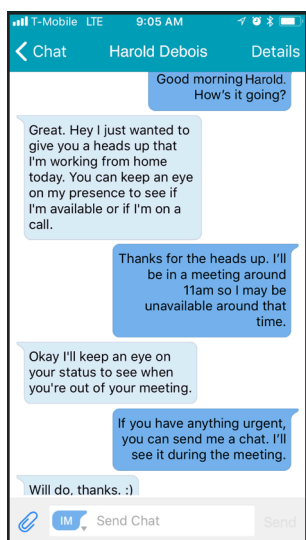 T-Mobile LTE 9:05 AM
Chat Harold Debois Details
Good morning Harold.
How's it going?
Great. Hey I just wanted to
give you a heads up that
I'm working from home
today. You can keep an eye
on my presence to see if
I'm available or if I'm on a
call.
Thanks for the heads up. I'll
be in a meeting around
11am so I may be
unavailable around that
time.
Okay I'll keep an eye on
your status to see when
you're out of your meeting.
If you have anything urgent,
you can send me a chat. I'll
see it during the meeting.
Will do, thanks. :)
IM Send Chat Send